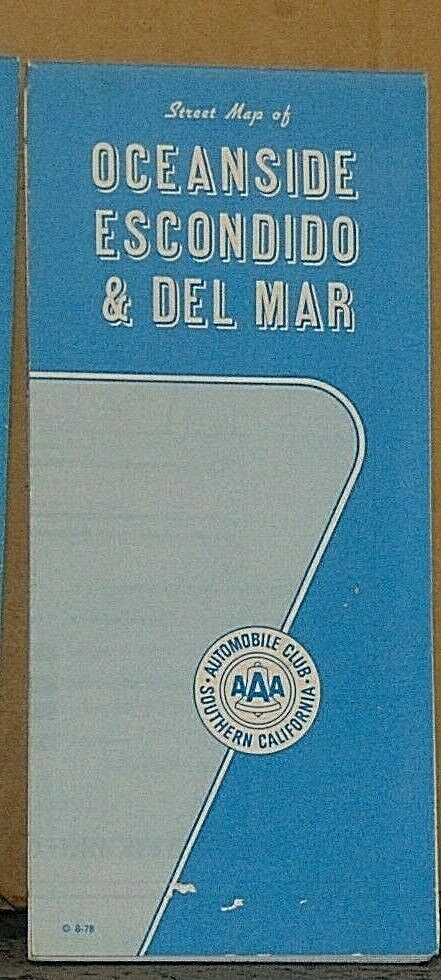 Street Map of
OCEANSIDE
ESCONDIDO
& DEL MAR
AUTOMOBILE CLUB
AAA
SOUTHERN CALIFORNIA
© 8-78